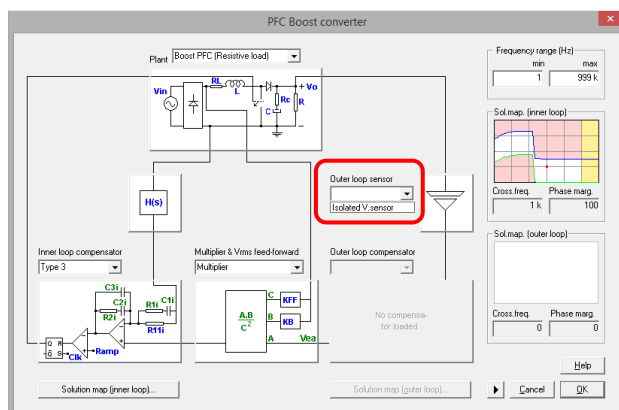 PFC Boost converter
Plant
Boost PFC (Resistive load)
Vin
RL
L
Rc
C
+ Vo
R
Frequency range (Hz)
min
max
1
999 k
Sol.map. (inner loop)
Cross.freq.
Phase marg.
1 k
100
H(s)
Outer loop sensor
Isolated V.sensor
Inner loop compensator
Type 3
Multiplier & Vrms feed-forward
Multiplier
Outer loop compensator
Sol.map. (outer loop)
Cross.freq.
Phase marg.
0
0
C3i
C2i
R2i
R1i
C1i
R11i
Q R
Q S
Clk
Ramp
A.B
C²
C
B
A
KFF
KB
Vea
No compensa-
tor loaded
Solution map (inner loop)...
Solution map (outer loop)...
Help
Cancel
OK